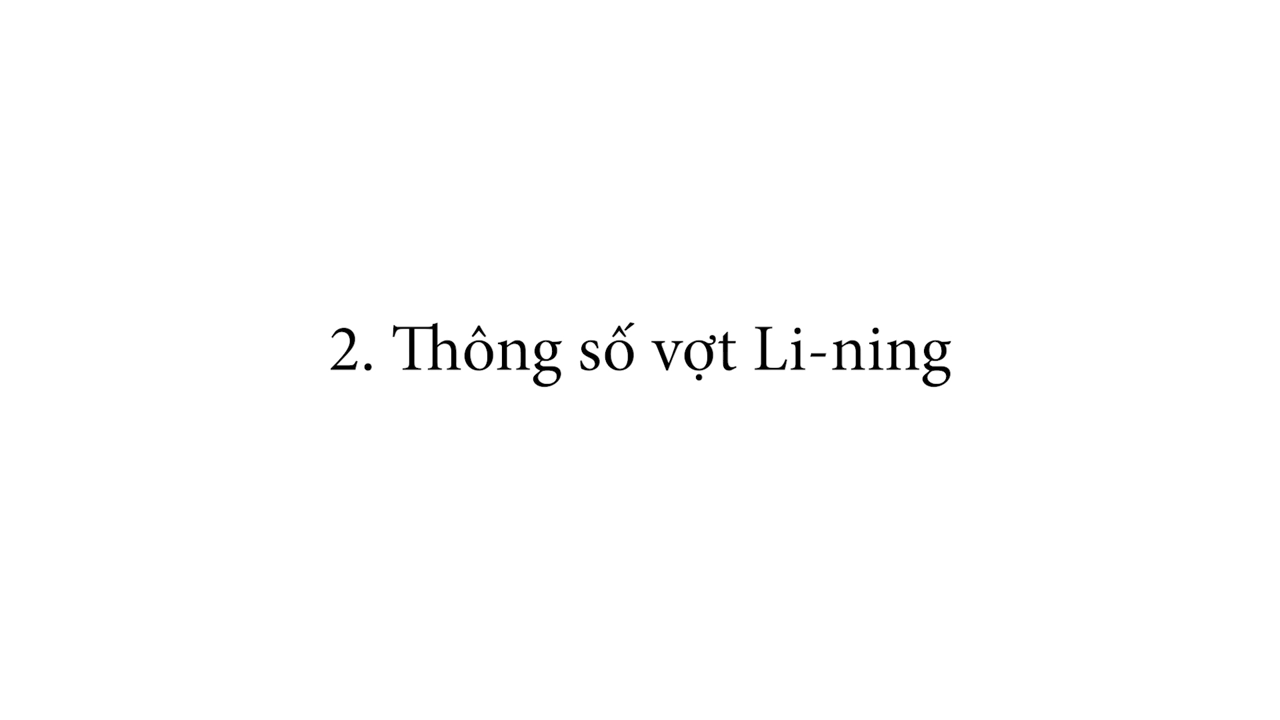 2. Thông số vợt Li-ning